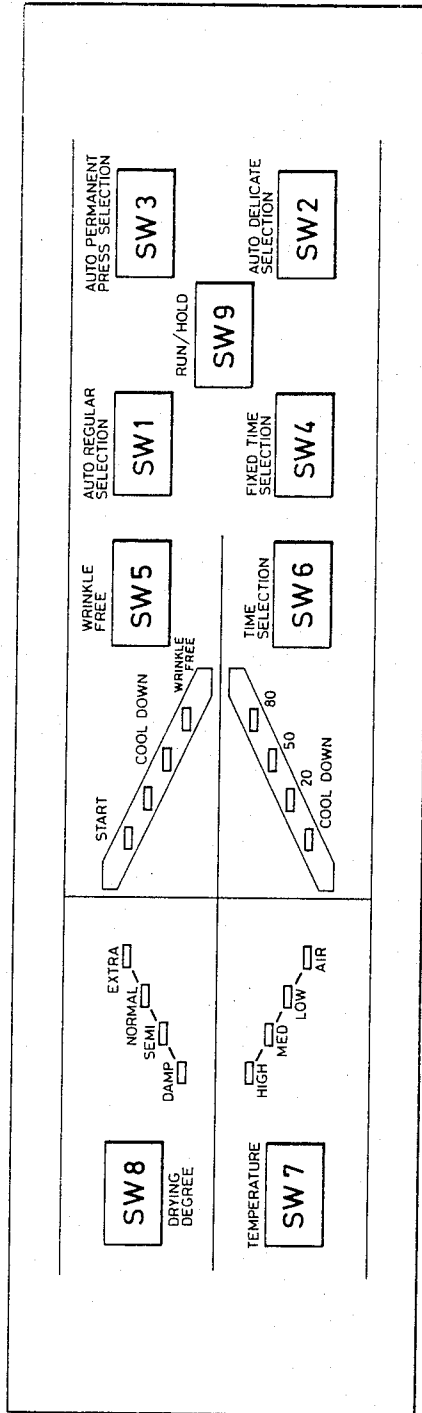 SW8
DRYING
DEGREE
DAMP
SEMI
NORMAL
EXTRA
START
COOL DOWN
WRINKLE
FREE
WRINKLE
FREE
SW5
AUTO REGULAR
SELECTION
SW1
AUTO PERMANENT
PRESS SELECTION
SW3
RUN/HOLD
SW9
TEMPERATURE
SW7
HIGH
MED
LOW
AIR
COOL DOWN
20
50
80
TIME
SELECTION
SW6
FIXED TIME
SELECTION
SW4
AUTO DELICATE
SELECTION
SW2